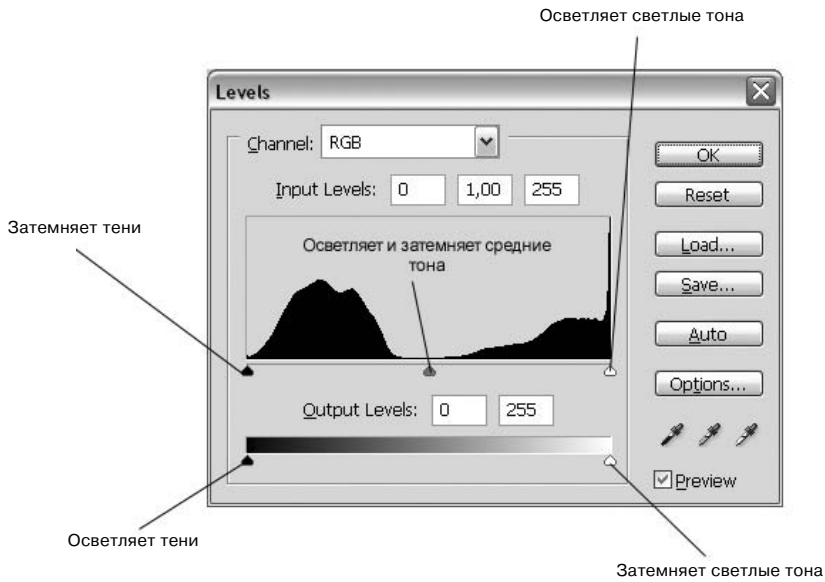 Осветляет светлые тона
Levels
Channel: RGB
OK
Input Levels: 0 1,00 255
Reset
Затемняет тени
Осветляет и затемняет средние
тона
Load...
Save...
Auto
Options...
Output Levels: 0 255
Preview
Осветляет тени
Затемняет светлые тона